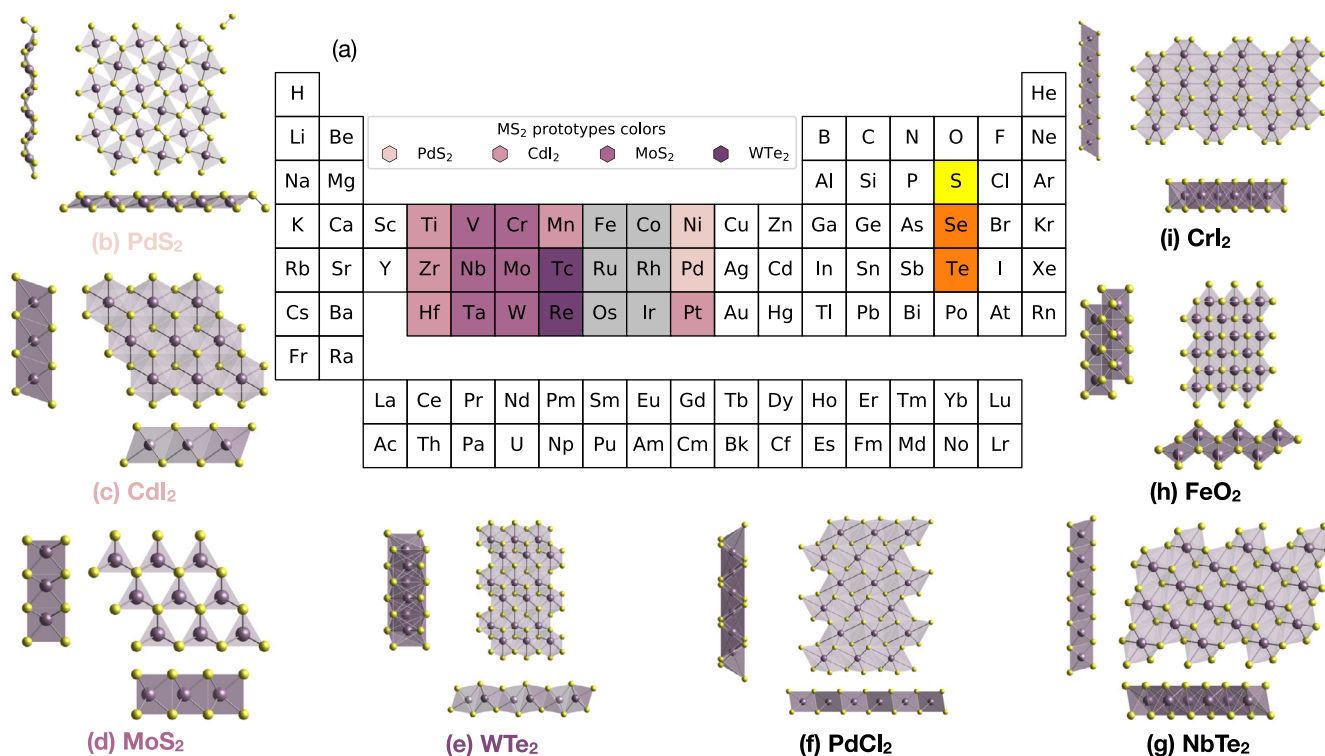 (a)
H He
Li Be B C N O F Ne
MS₂ prototypes colors
PdS₂ CdI₂ MoS₂ WTe₂
Na Mg Al Si P S Cl Ar
K Ca Sc Ti V Cr Mn Fe Co Ni Cu Zn Ga Ge As Se Br Kr
Rb Sr Y Zr Nb Mo Tc Ru Rh Pd Ag Cd In Sn Sb Te I Xe
Cs Ba Hf Ta W Re Os Ir Pt Au Hg Tl Pb Bi Po At Rn
Fr Ra
La Ce Pr Nd Pm Sm Eu Gd Tb Dy Ho Er Tm Yb Lu
Ac Th Pa U Np Pu Am Cm Bk Cf Es Fm Md No Lr
(b) PdS₂
(c) CdI₂
(d) MoS₂
(e) WTe₂
(f) PdCl₂
(g) NbTe₂
(h) FeO₂
(i) CrI₂